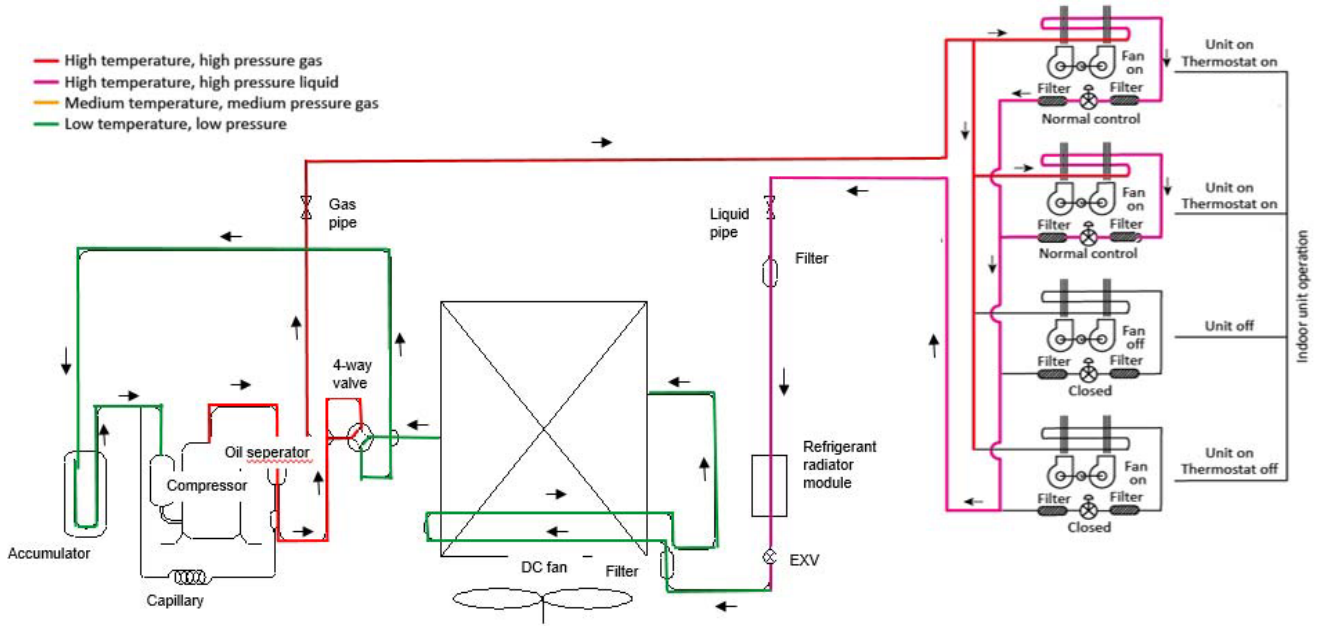 High temperature, high pressure gas
High temperature, high pressure liquid
Medium temperature, medium pressure gas
Low temperature, low pressure
Gas
pipe
Liquid
pipe
Filter
4-way
valve
Oil seperator
Compressor
Accumulator
Capillary
DC fan
Filter
Refrigerant
radiator
module
EXV
Fan
on
Filter
Filter
Normal control
Unit on
Thermostat on
Fan
on
Filter
Filter
Normal control
Unit on
Thermostat on
Fan
off
Filter
Filter
Closed
Unit off
Fan
on
Filter
Filter
Closed
Unit on
Thermostat off
Indoor unit operation